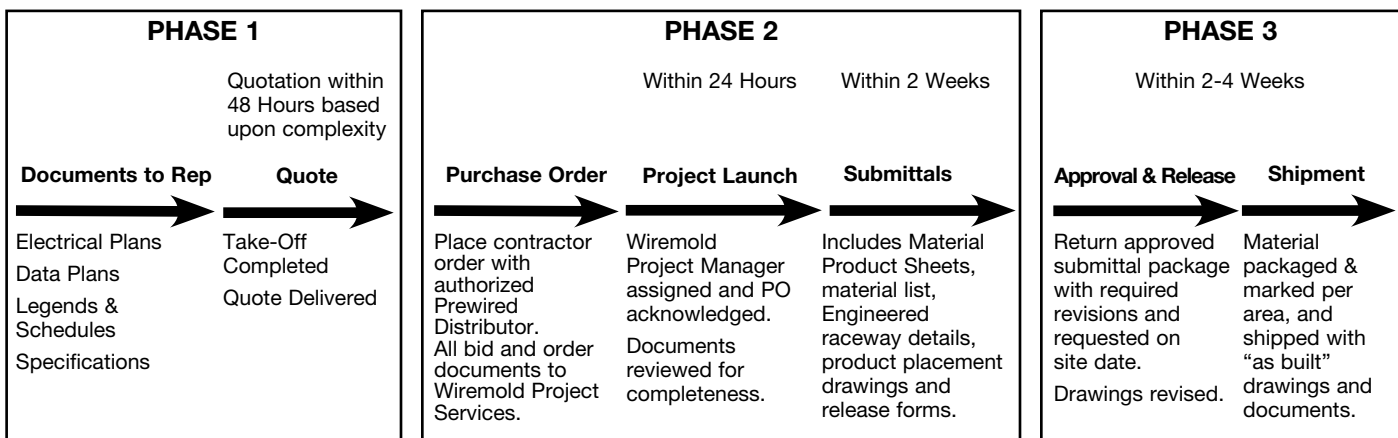 PHASE 1
Quotation within
48 Hours based
upon complexity
Documents to Rep
Electrical Plans
Data Plans
Legends &
Schedules
Specifications
Quote
Take-Off
Completed
Quote Delivered
PHASE 2
Purchase Order
Place contractor
order with
authorized
Prewired
Distributor.
All bid and order
documents to
Wiremold Project
Services.
Within 24 Hours
Project Launch
Wiremold
Project Manager
assigned and PO
acknowledged.
Documents
reviewed for
completeness.
Within 2 Weeks
Submittals
Includes Material
Product Sheets,
material list,
Engineered
raceway details,
product placement
drawings and
release forms.
PHASE 3
Within 2-4 Weeks
Approval & Release
Return approved
submittal package
with required
revisions and
requested on
site date.
Drawings revised.
Shipment
Material
packaged &
marked per
area, and
shipped with
“as built”
drawings and
documents.